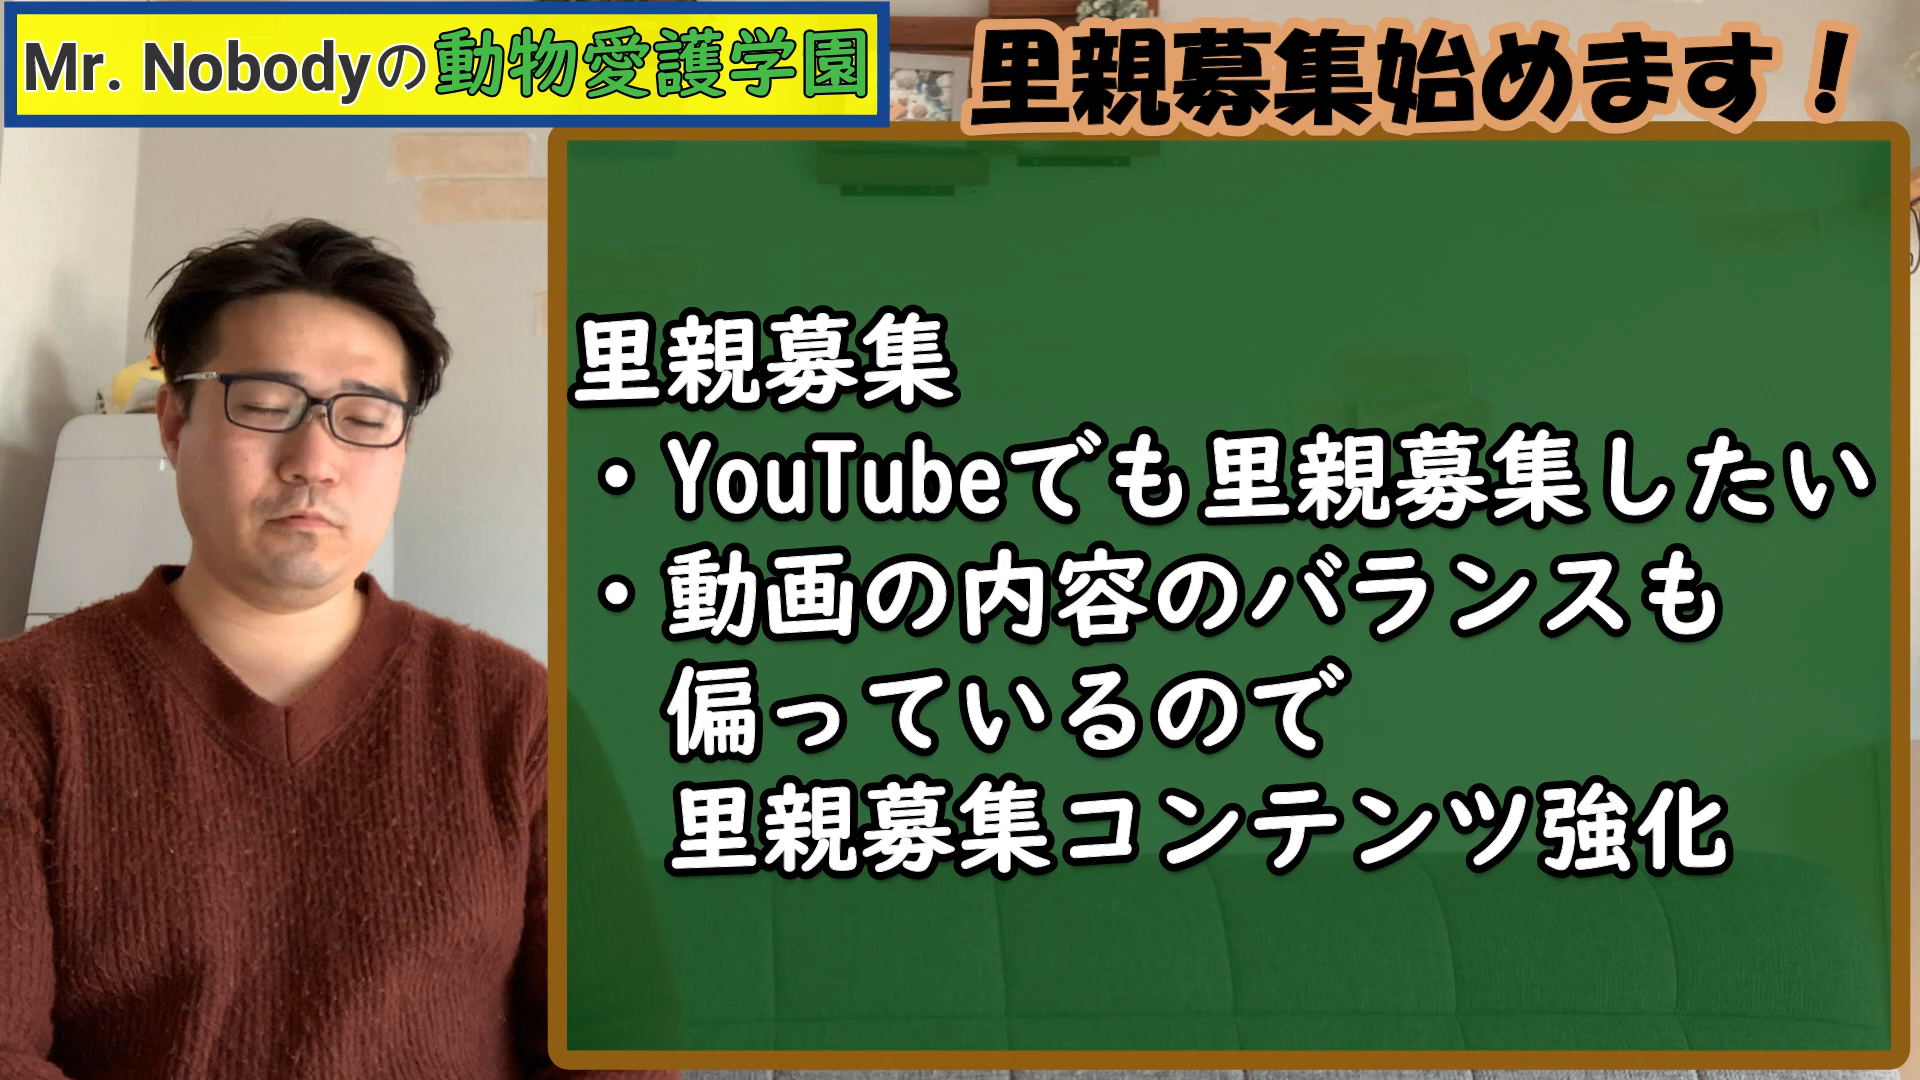 Mr. Nobodyの動物愛護学園
里親募集始めます！
里親募集
・YouTubeでも里親募集したい
・動画の内容のバランスも
偏っているので
里親募集コンテンツ強化